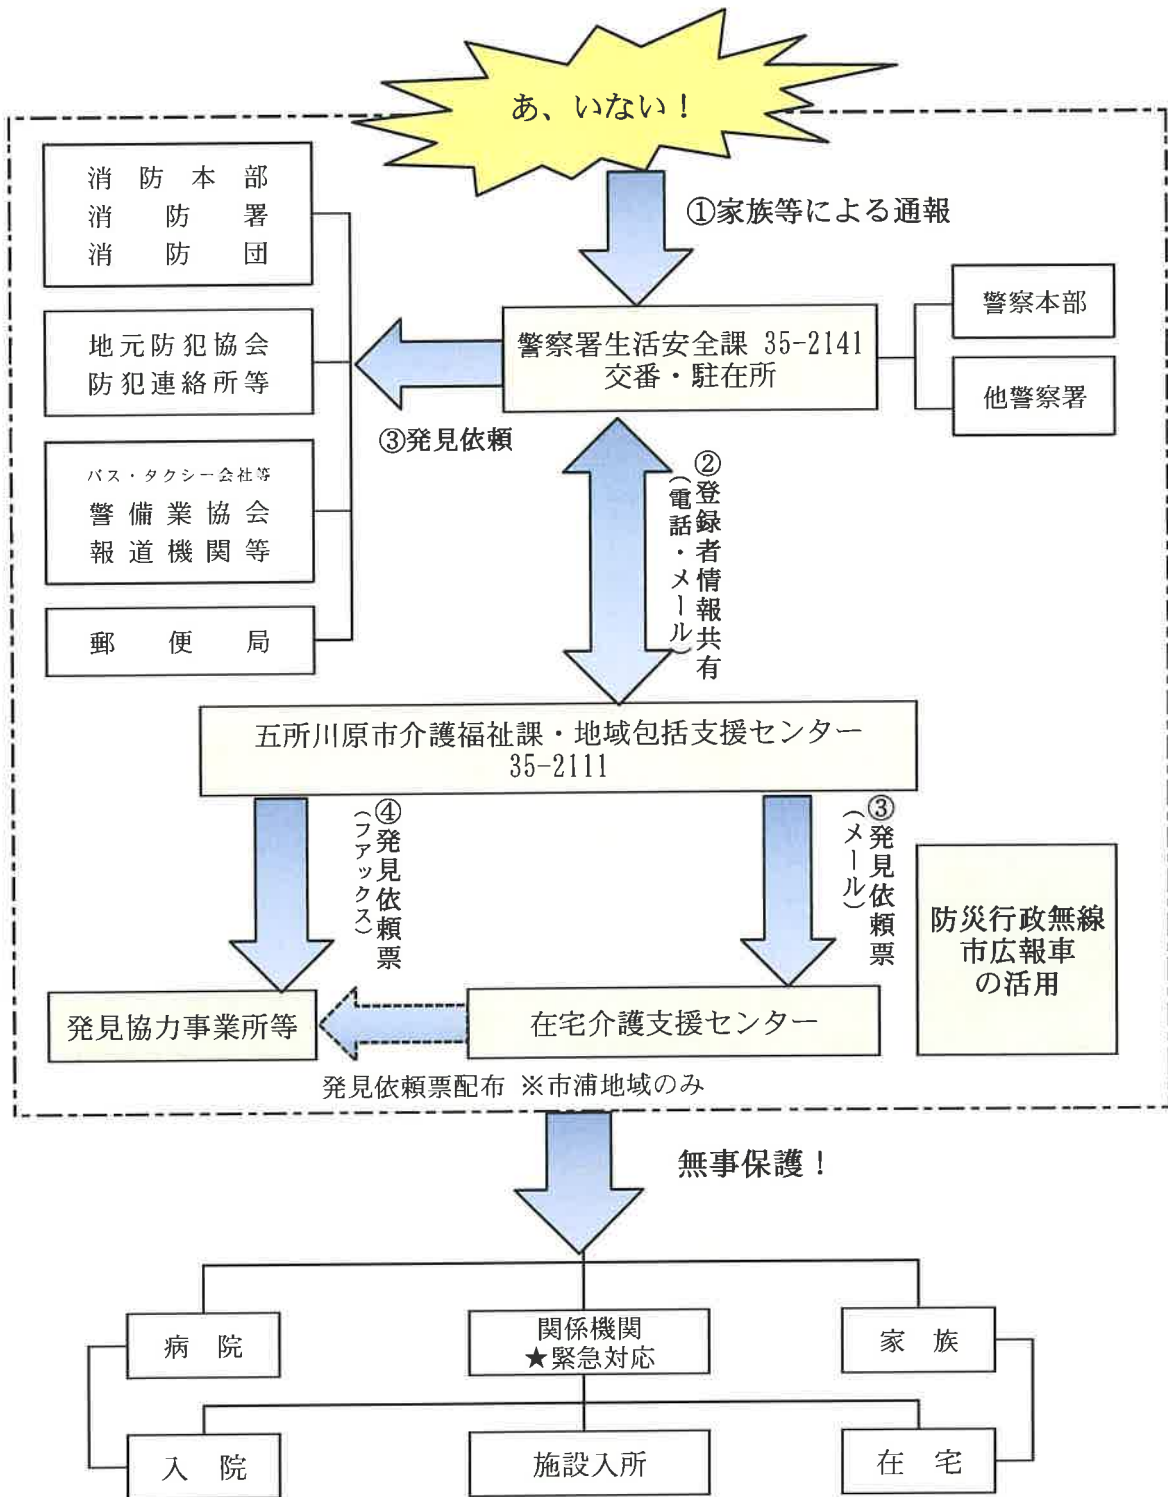 あ、いない！
①家族等による通報
消防本部
消防署
消防団
地元防犯協会
防犯連絡所等
バス・タクシー会社等
警備業協会
報道機関等
郵便局
③発見依頼
警察署生活安全課 35-2141
交番・駐在所
警察本部
他警察署
②登録者情報共有
（電話・メール）
五所川原市介護福祉課・地域包括支援センター
35-2111
④発見依頼票
（ファックス）
③発見依頼票
（メール）
防災行政無線
市広報車
の活用
発見協力事業所等
在宅介護支援センター
発見依頼票配布 ※市浦地域のみ
無事保護！
病院
関係機関
★緊急対応
家族
入院
施設入所
在宅